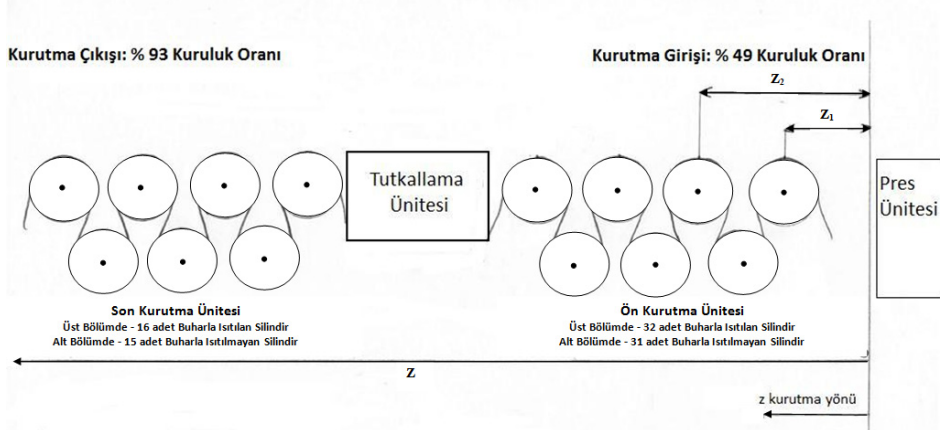 Kurutma Çıkışı: % 93 Kuruluk Oranı
Kurutma Girişi: % 49 Kuruluk Oranı
Z₂
Z₁
Tutkallama
Ünitesi
Pres
Ünitesi
Son Kurutma Ünitesi
Üst Bölümde - 16 adet Buharla Isıtılan Silindir
Alt Bölümde - 15 adet Buharla Isıtılmayan Silindir
Ön Kurutma Ünitesi
Üst Bölümde - 32 adet Buharla Isıtılan Silindir
Alt Bölümde - 31 adet Buharla Isıtılmayan Silindir
Z
z kurutma yönü